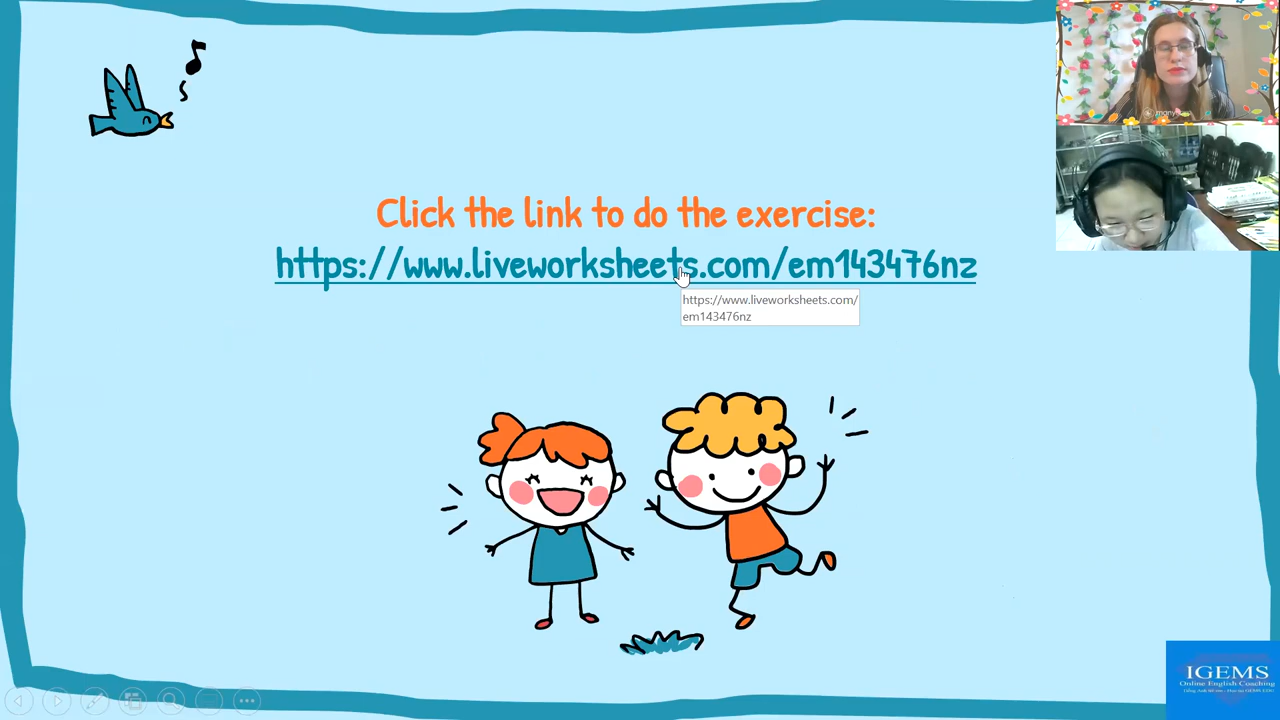 Click the link to do the exercise:
https://www.liveworksheets.com/em143476nz
https://www.liveworksheets.com/
em143476nz
IGEMS
Online English Coaching